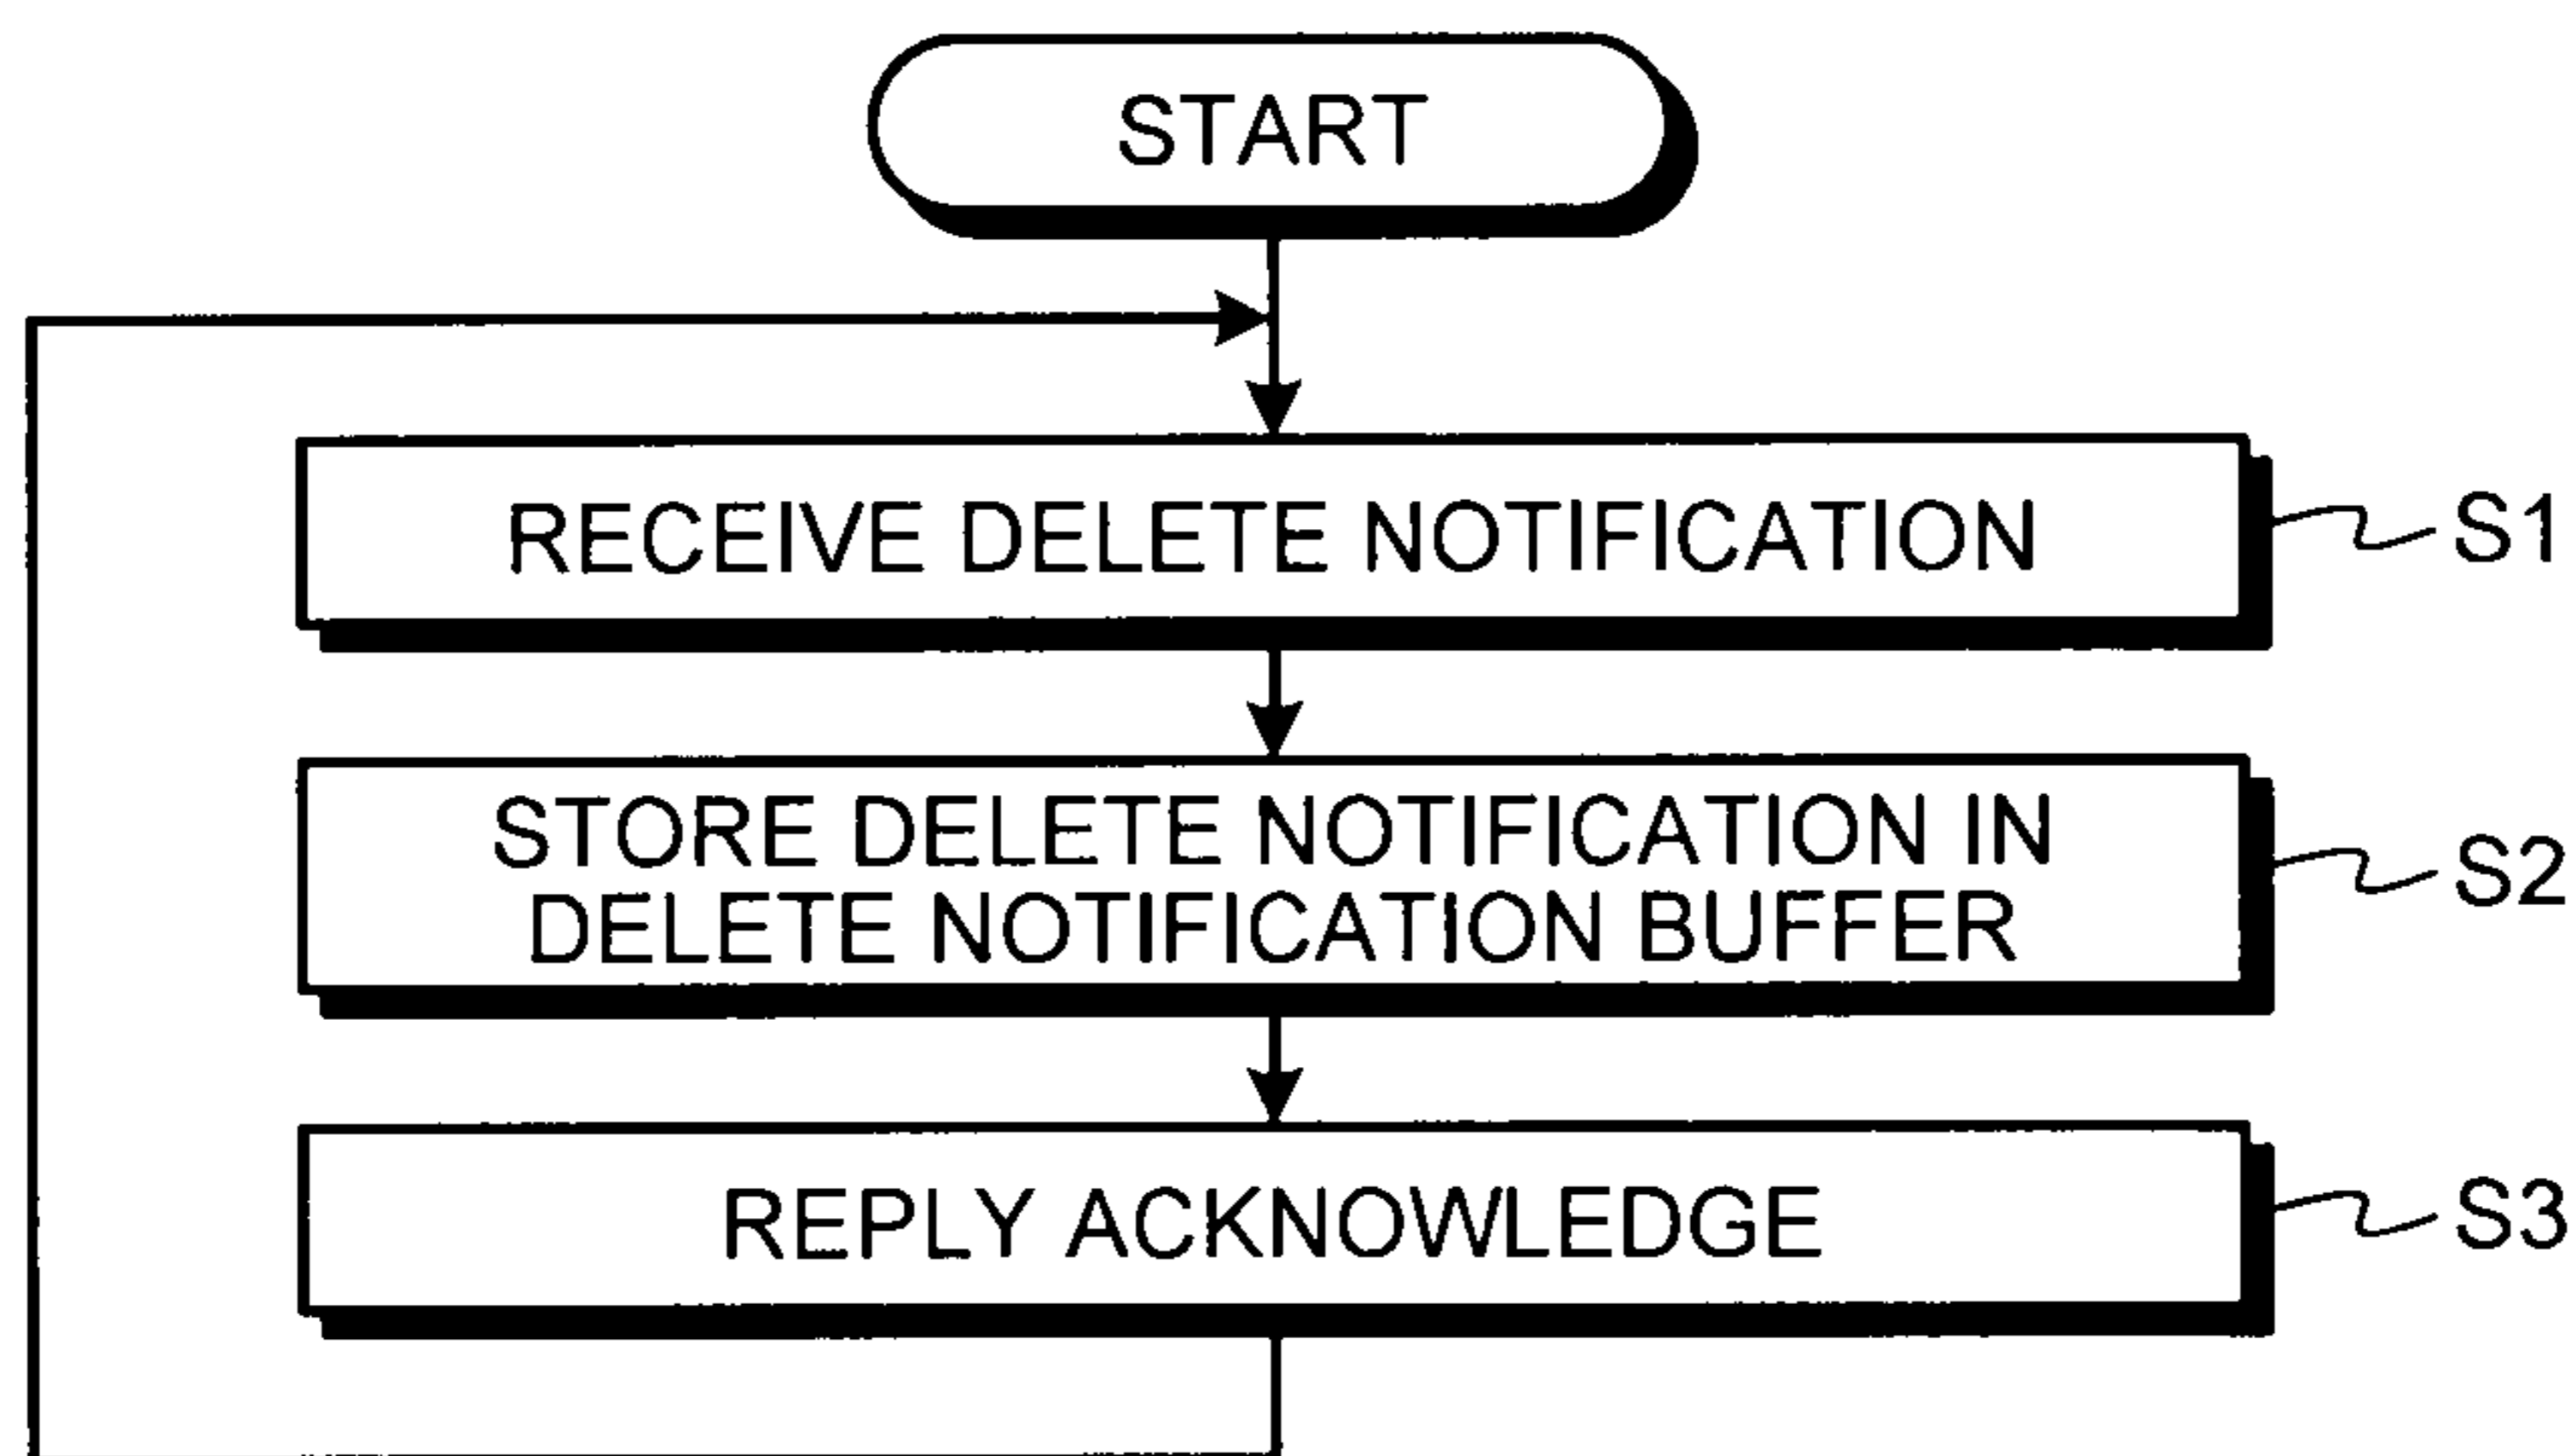 START
RECEIVE DELETE NOTIFICATION
S1
STORE DELETE NOTIFICATION IN
DELETE NOTIFICATION BUFFER
S2
REPLY ACKNOWLEDGE
S3